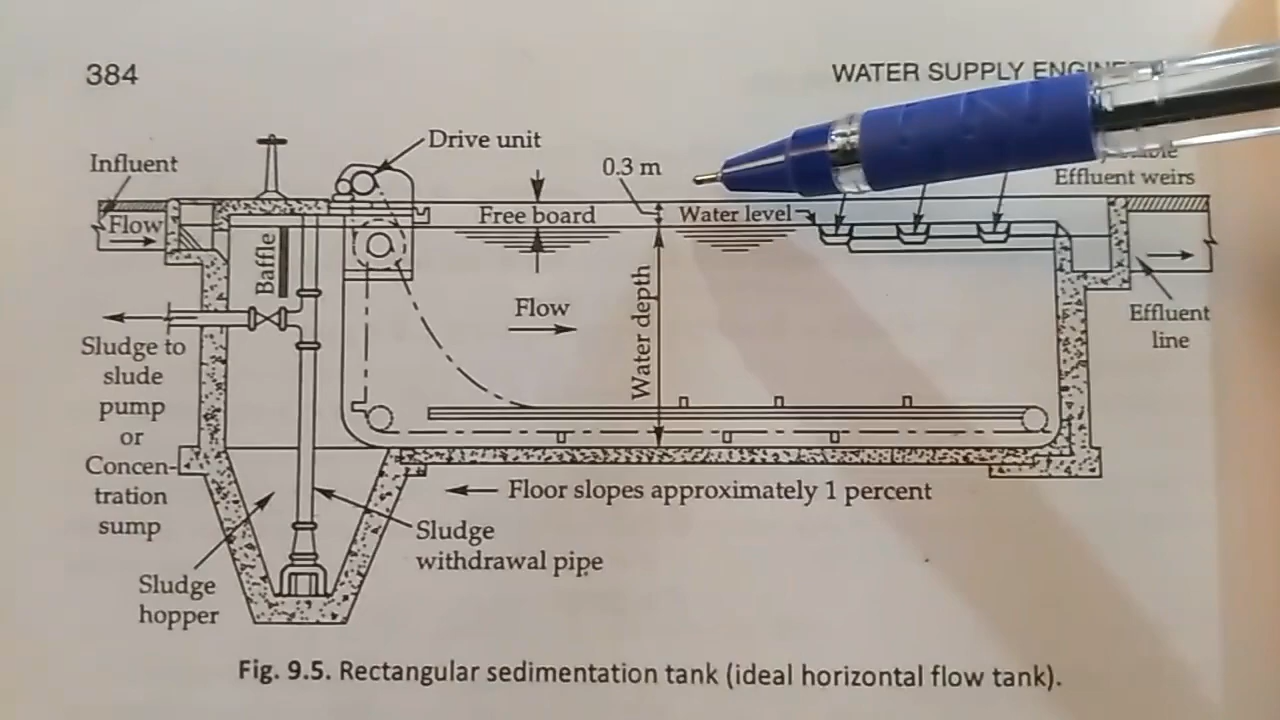 384
WATER SUPPLY
Drive unit
Influent
0.3 m
Effluent weirs
Flow
Free board
Water level
Baffle
Flow
Water depth
Effluent
line
Sludge to
slude
pump
or
Concen-
tration
sump
Floor slopes approximately 1 percent
Sludge
withdrawal pipe
Sludge
hopper
Fig. 9.5. Rectangular sedimentation tank (ideal horizontal flow tank).